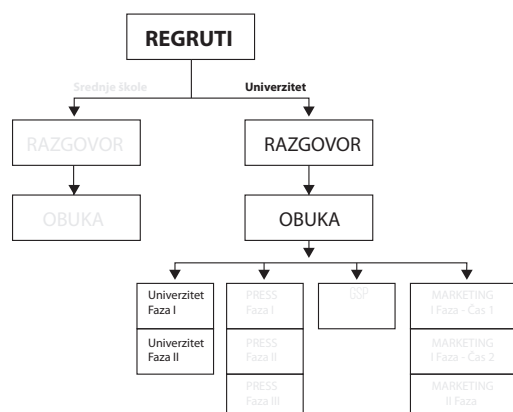 REGRUTI
Srednje škole
Univerzitet
RAZGOVOR
RAZGOVOR
OBUKA
OBUKA
Univerzitet
Faza I
PRESS
Faza I
GSP
MARKETING
I Faza - Čas 1
Univerzitet
Faza II
PRESS
Faza II
MARKETING
I Faza - Čas 2
PRESS
Faza III
MARKETING
II Faza